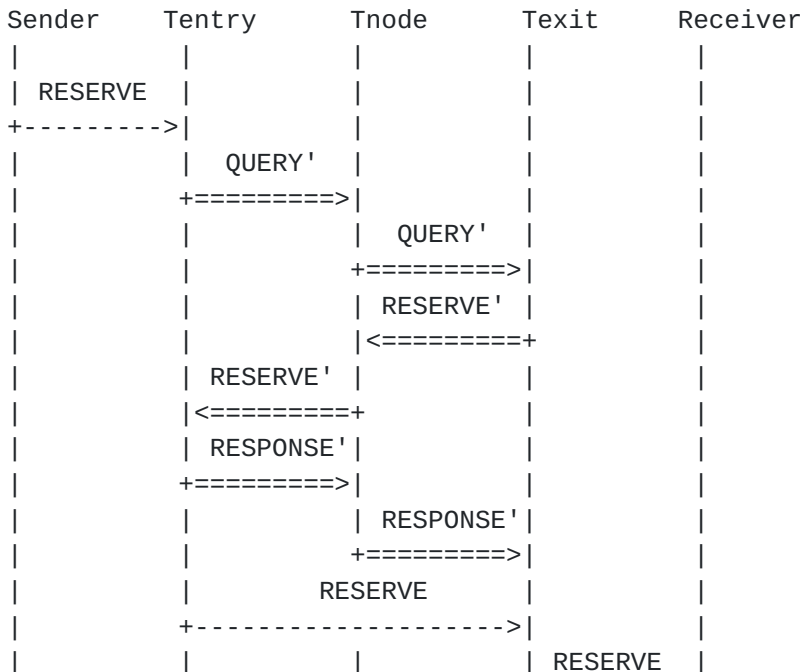 Sender    Tentry      Tnode      Texit     Receiver
|          |          |          |          |
| RESERVE  |          |          |          |
+--------->|          |          |          |
|          |  QUERY'  |          |          |
|          +=========>|          |          |
|          |          |  QUERY'  |          |
|          |          +=========>|          |
|          |          | RESERVE' |          |
|          |          |<=========+          |
|          | RESERVE' |          |          |
|          |<=========+          |          |
|          | RESPONSE'|          |          |
|          +=========>|          |          |
|          |          | RESPONSE'|          |
|          |          +=========>|          |
|          |        RESERVE      |          |
|          +-------------------->|          |
|          |          |          | RESERVE  |